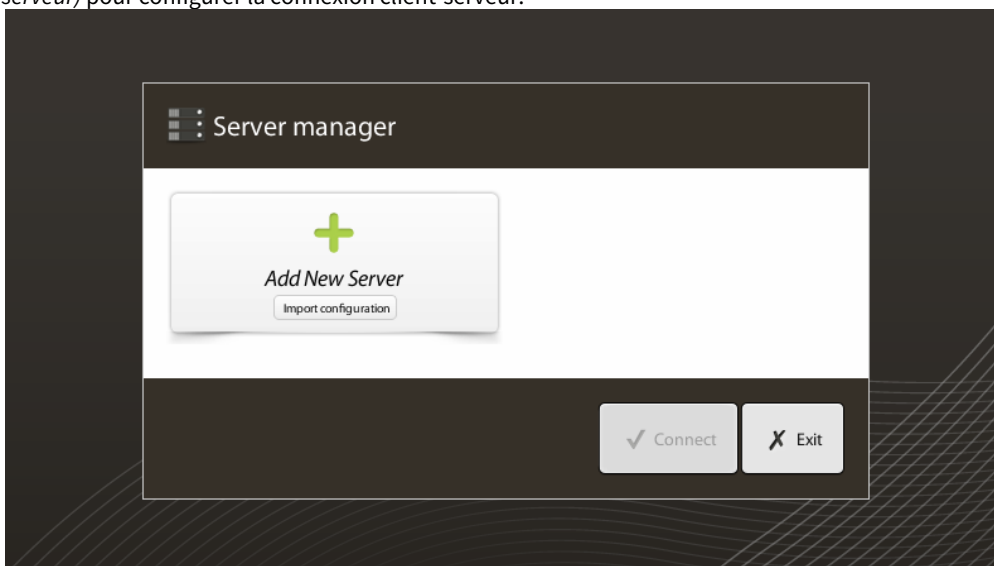 serveur) pour configurer la connexion client-serveur.
Server manager
Add New Server
Import configuration
Connect
Exit